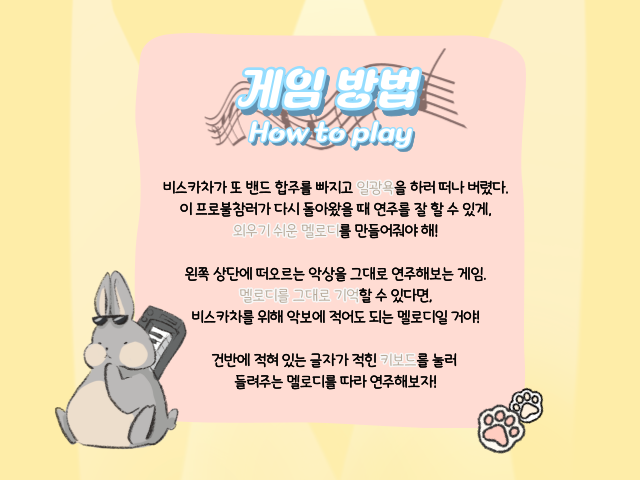 게임 방법
How to play
비스카차가 또 밴드 합주를 빠지고 일광욕을 하러 떠나 버렸다.
이 프로불참러가 다시 돌아왔을 때 연주를 잘 할 수 있게,
외우기 쉬운 멜로디를 만들어줘야 해!
왼쪽 상단에 떠오르는 악상을 그대로 연주해보는 게임.
멜로디를 그대로 기억할 수 있다면,
비스카차를 위해 악보에 적어도 되는 멜로디일 거야!
건반에 적혀 있는 글자가 적힌 키보드를 눌러
들려주는 멜로디를 따라 연주해보자!